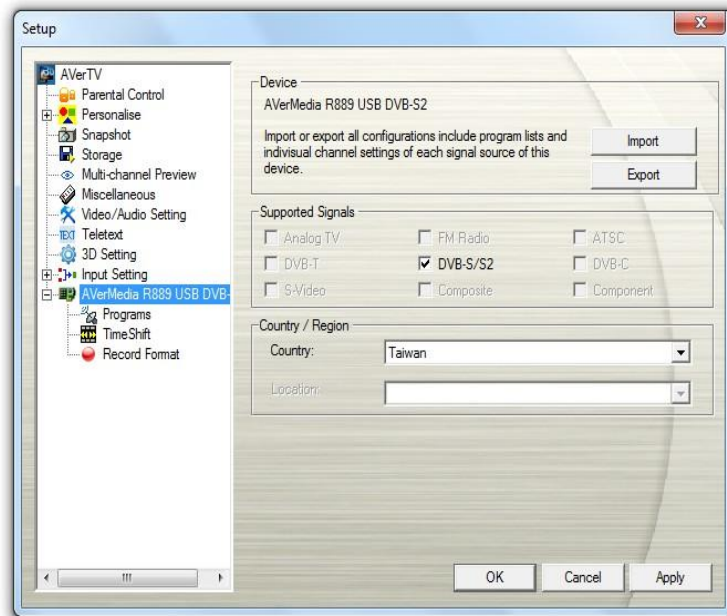 Setup
AVerTV
Parental Control
Personalise
Snapshot
Storage
Multi-channel Preview
Miscellaneous
Video/Audio Setting
TEXT Teletext
3D Setting
Input Setting
AVerMedia R889 USB DVB-
Programs
TimeShift
Record Format
Device
AVerMedia R889 USB DVB-S2
Import or export all configurations include program lists and
indivisual channel settings of each signal source of this
device.
Import
Export
Supported Signals
Analog TV FM Radio ATSC
DVB-T DVB-S/S2 DVB-C
S-Video Composite Component
Country / Region
Country: Taiwan
Location:
OK Cancel Apply